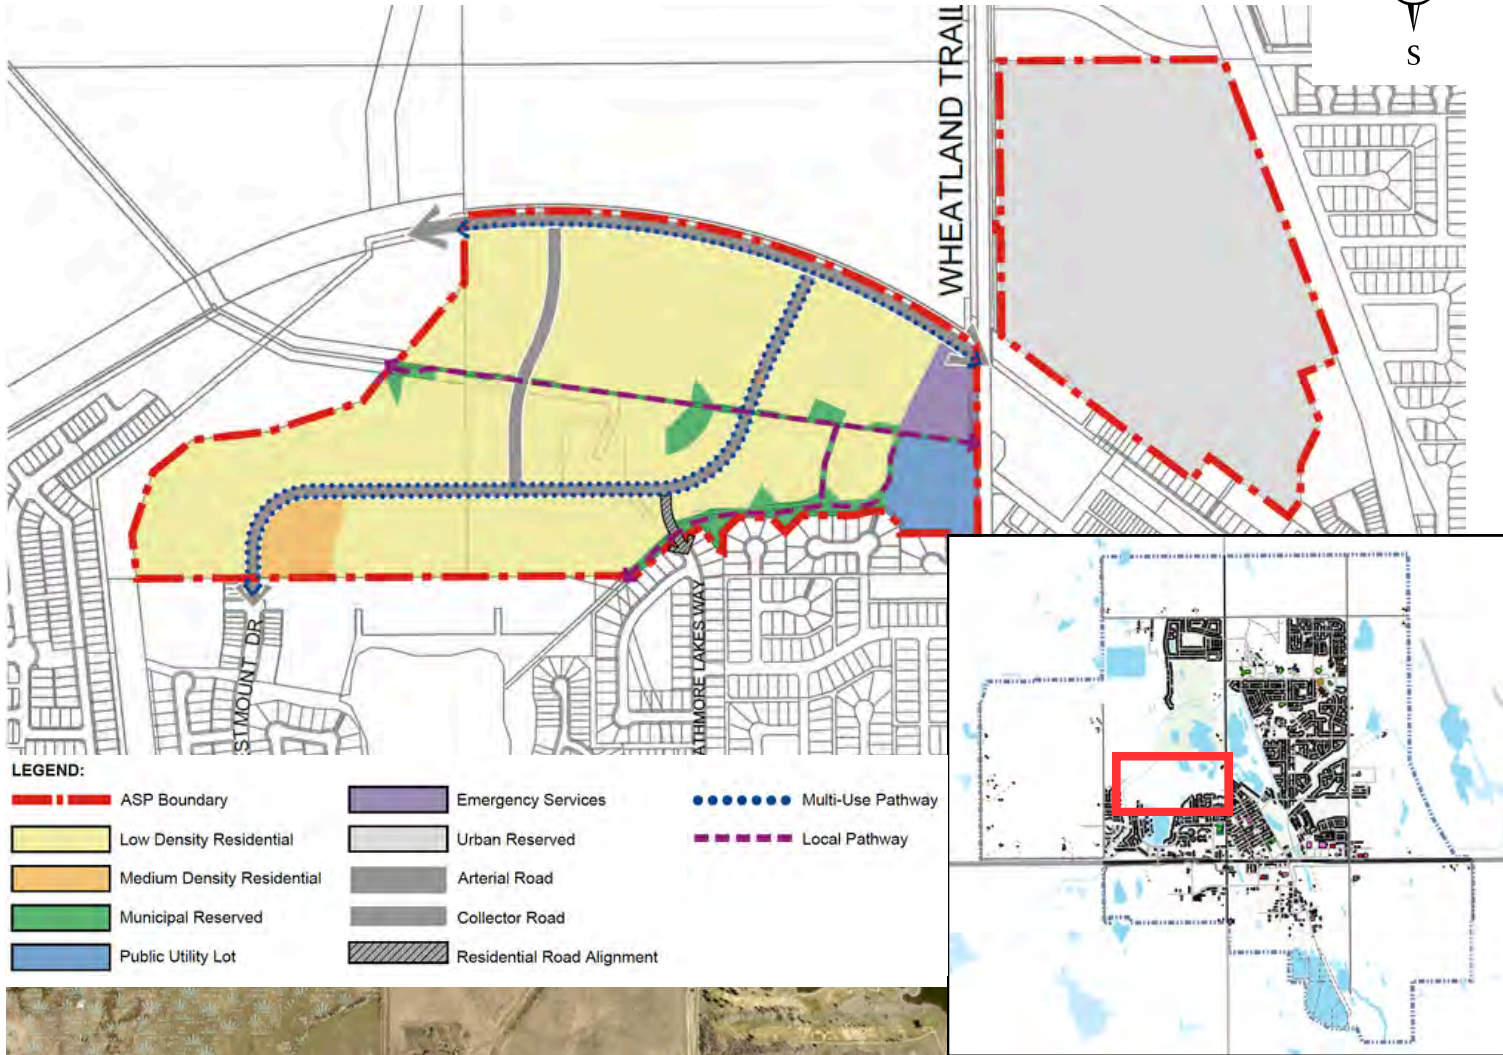 S
WHEATLAND TRAIL
STMOUNT DR
ATHMORE LAKES WAY
LEGEND:
ASP Boundary
Low Density Residential
Medium Density Residential
Municipal Reserved
Public Utility Lot
Emergency Services
Urban Reserved
Arterial Road
Collector Road
Residential Road Alignment
Multi-Use Pathway
Local Pathway